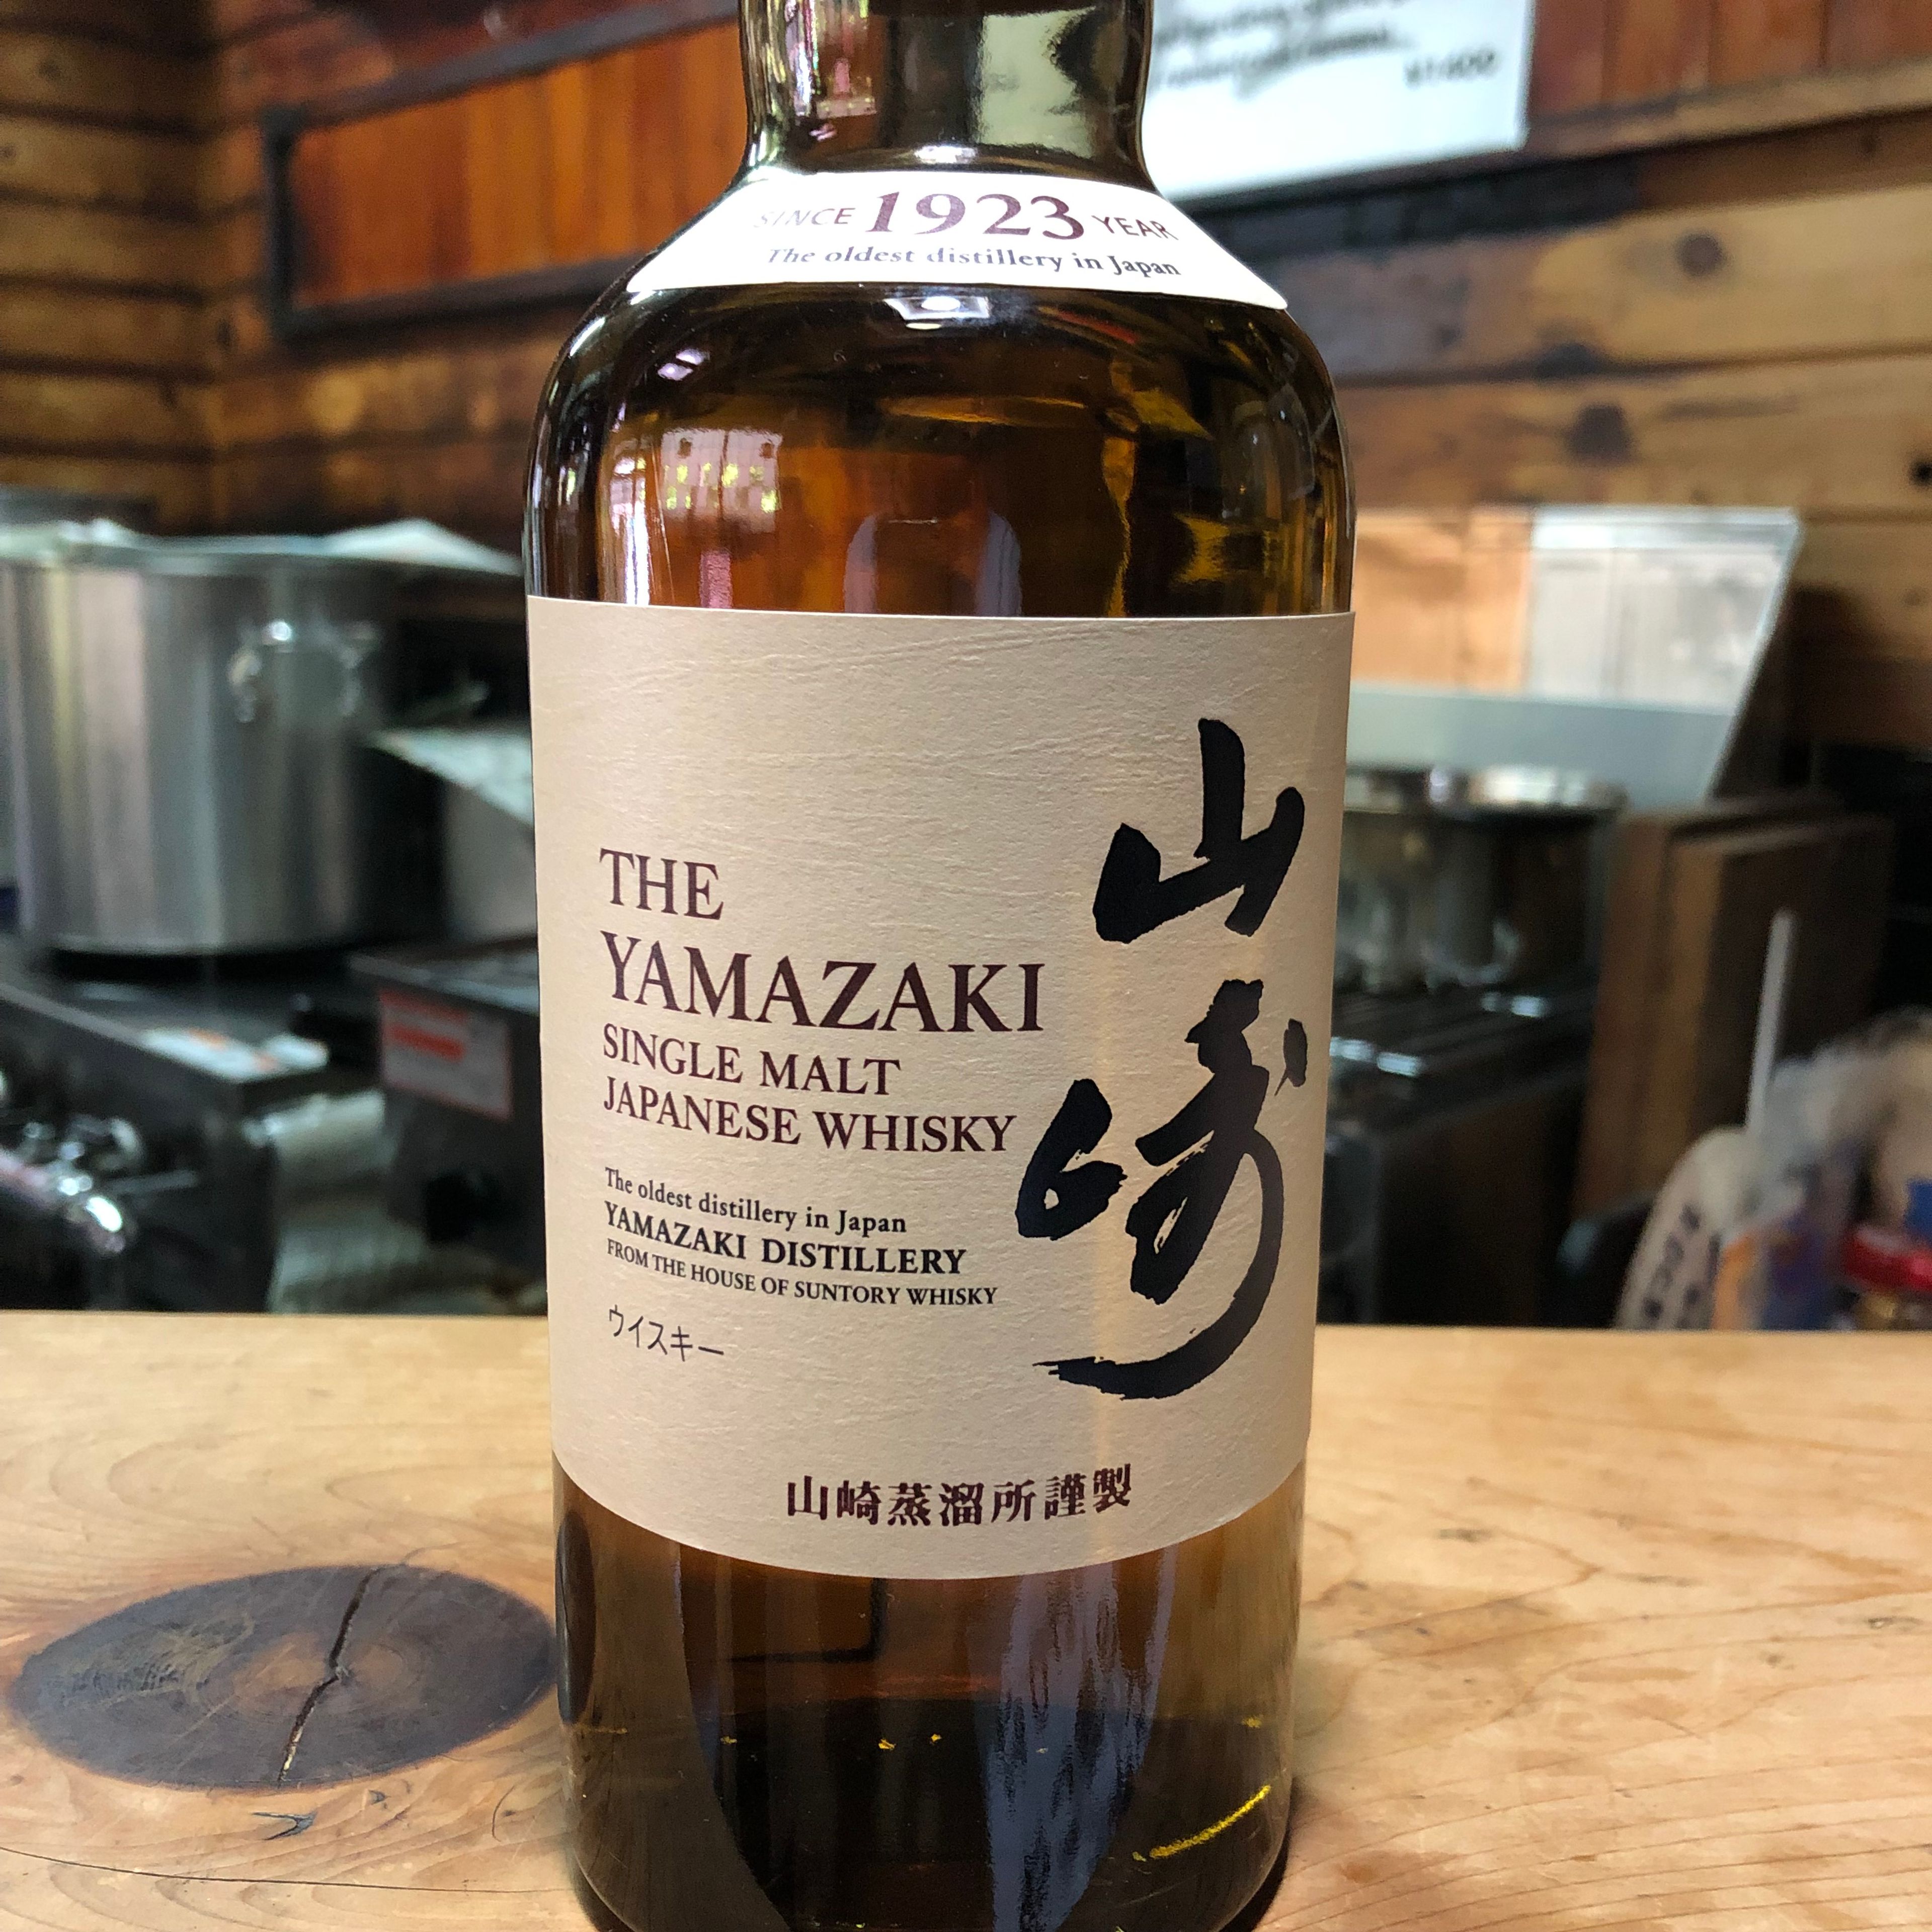 SINCE 1923 YEAR
The oldest distillery in Japan
THE
YAMAZAKI
SINGLE MALT
JAPANESE WHISKY
The oldest distillery in Japan
YAMAZAKI DISTILLERY
FROM THE HOUSE OF SUNTORY WHISKY
ウイスキー
山崎
山崎蒸溜所謹製